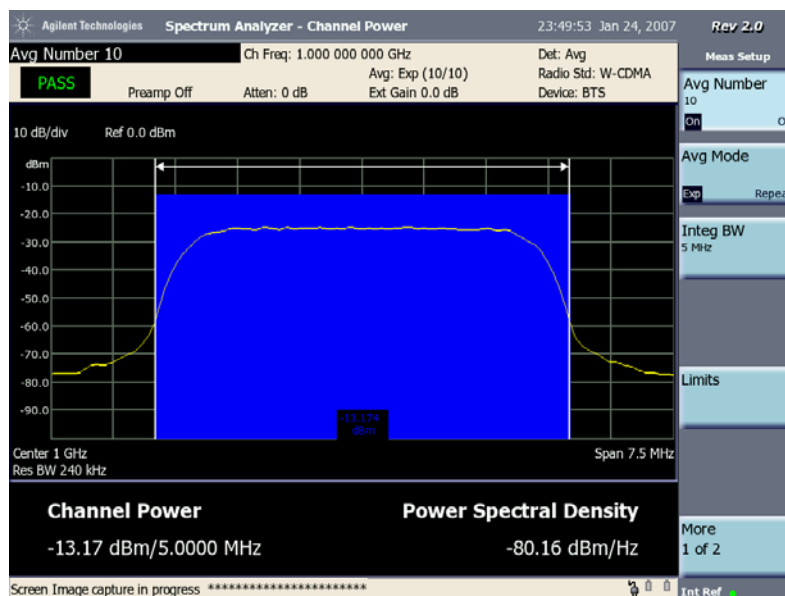 Agilent Technologies Spectrum Analyzer - Channel Power 23:49:53 Jan 24, 2007 Rev 2.0
Avg Number 10 Ch Freq: 1.000 000 000 GHz Det: Avg Meas Setup
PASS Avg: Exp (10/10) Radio Std: W-CDMA
Preamp Off Atten: 0 dB Ext Gain 0.0 dB Device: BTS
Avg Number
10
On O
10 dB/div Ref 0.0 dBm
Avg Mode
Exp Repea
dBm
-10.0
-20.0
-30.0
-40.0
-50.0
-60.0
-70.0
-80.0
-90.0
-13.174
dBm
Integ BW
5 MHz
Limits
Center 1 GHz Span 7.5 MHz
Res BW 240 kHz
Channel Power Power Spectral Density
-13.17 dBm/5.0000 MHz -80.16 dBm/Hz
More
1 of 2
Screen Image capture in progress ************************ Int Ref